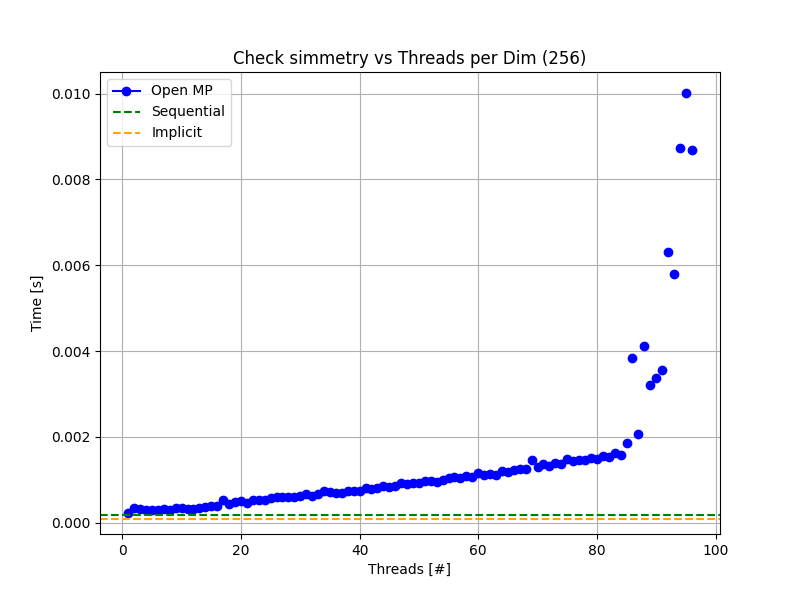 Check simmetry vs Threads per Dim (256)
Open MP
Sequential
Implicit
0.010
0.008
0.006
0.004
0.002
0.000
Time [s]
0 20 40 60 80 100
Threads [#]